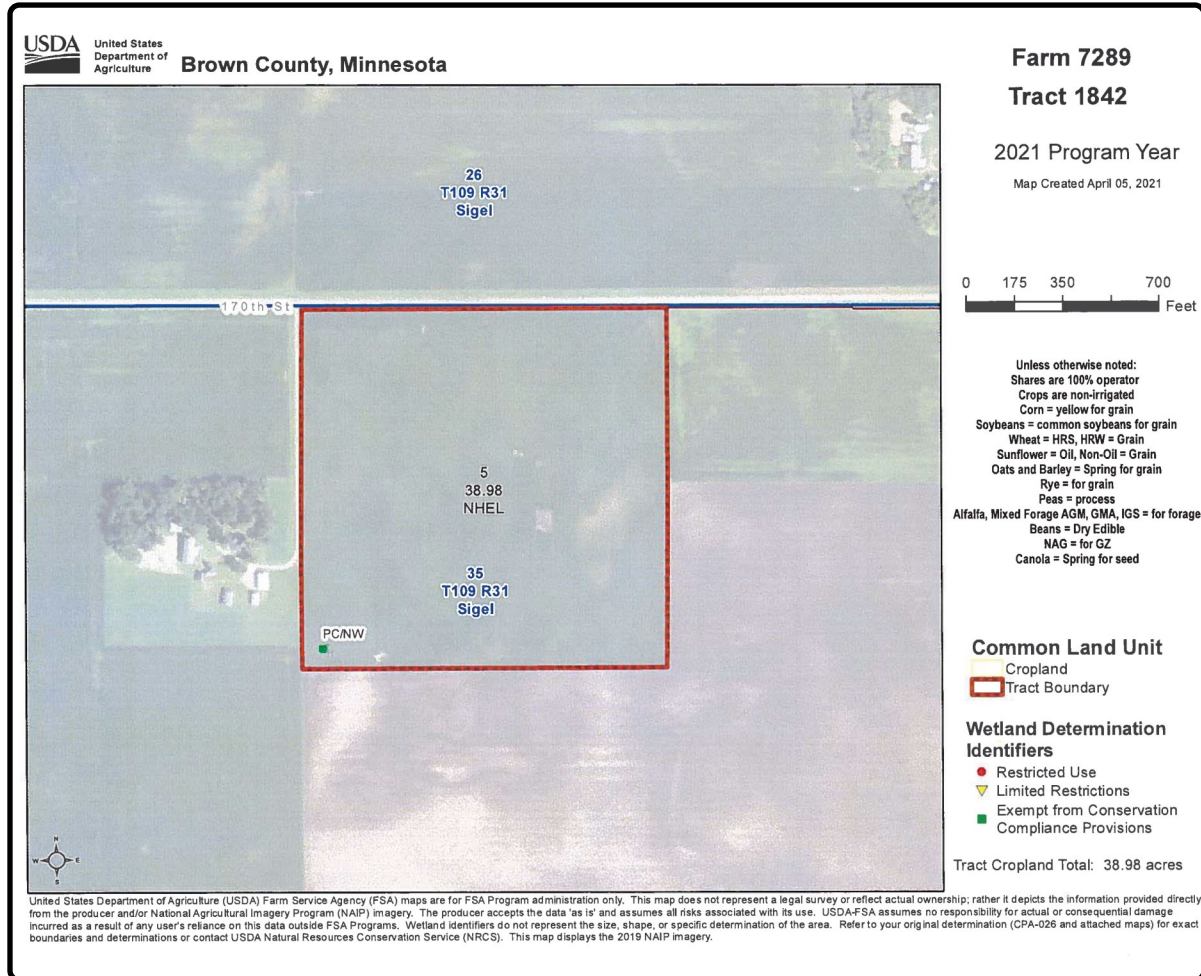 USDA
United States
Department of
Agriculture
Brown County, Minnesota
Farm 7289
Tract 1842
2021 Program Year
Map Created April 05, 2021
26
T109 R31
Sigel
170th St
5
38.98
NHEL
35
T109 R31
Sigel
PC/NW
N
W E
S
0 175 350 700
Feet
Unless otherwise noted:
Shares are 100% operator
Crops are non-irrigated
Corn = yellow for grain
Soybeans = common soybeans for grain
Wheat = HRS, HRW = Grain
Sunflower = Oil, Non-Oil = Grain
Oats and Barley = Spring for grain
Rye = for grain
Peas = process
Alfalfa, Mixed Forage AGM, GMA, IGS = for forage
Beans = Dry Edible
NAG = for GZ
Canola = Spring for seed
Common Land Unit
Cropland
Tract Boundary
Wetland Determination
Identifiers
Restricted Use
Limited Restrictions
Exempt from Conservation
Compliance Provisions
Tract Cropland Total: 38.98 acres
United States Department of Agriculture (USDA) Farm Service Agency (FSA) maps are for FSA Program administration only. This map does not represent a legal survey or reflect actual ownership; rather it depicts the information provided directly
from the producer and/or National Agricultural Imagery Program (NAIP) imagery. The producer accepts the data 'as is' and assumes all risks associated with its use. USDA-FSA assumes no responsibility for actual or consequential damage
incurred as a result of any user's reliance on this data outside FSA Programs. Wetland identifiers do not represent the size, shape, or specific determination of the area. Refer to your original determination (CPA-026 and attached maps) for exact
boundaries and determinations or contact USDA Natural Resources Conservation Service (NRCS). This map displays the 2019 NAIP imagery.